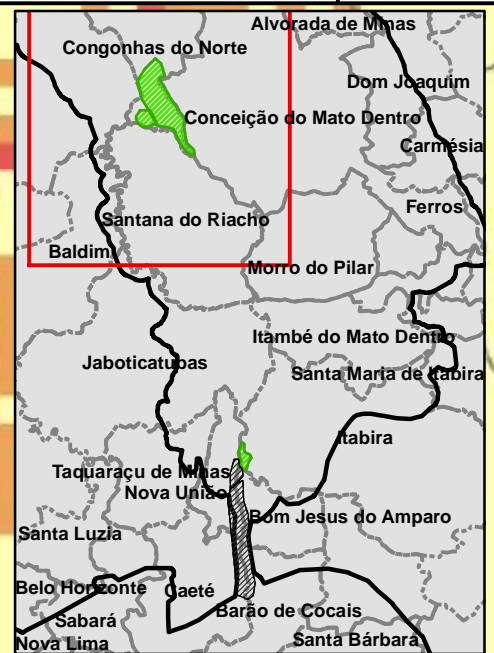 Alvorada de Minas
Congonhas do Norte
Dom Joaquim
Conceição do Mato Dentro
Carmésia
Ferros
Santana do Riacho
Baldim
Morro do Pilar
Itambé do Mato Dentro
Jaboticatubas
Santa Maria de Itabira
Itabira
Taquaraçu de Minas
Nova União
Bom Jesus do Amparo
Santa Luzia
Belo Horizonte
Caeté
Barão de Cocais
Sabará
Santa Bárbara
Nova Lima